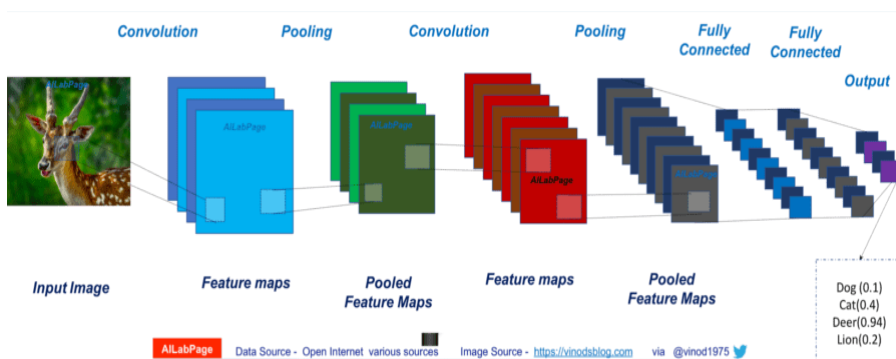 Convolution
Pooling
Convolution
Pooling
Fully
Connected
Fully
Connected
Output
AILabPage
AILabPage
AILabPage
AILabPage
AILabPage
Input Image
Feature maps
Pooled
Feature Maps
Feature maps
Pooled
Feature Maps
Dog (0.1)
Cat(0.4)
Deer(0.94)
Lion(0.2)
AILabPage
Data Source - Open Internet various sources
Image Source - https://vinodsblog.com via @vinod1975